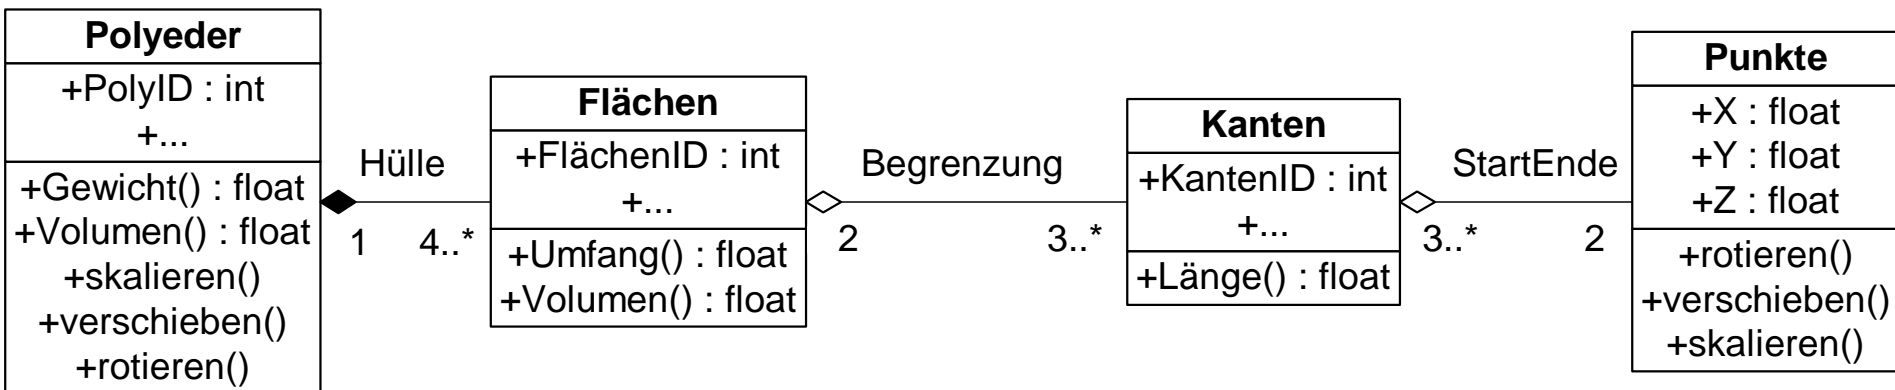 Polyeder
+PolyID : int
+...
+Gewicht() : float
+Volumen() : float
+skalieren()
+verschieben()
+rotieren()
Hülle
1 4..*
Flächen
+FlächenID : int
+...
+Umfang() : float
+Volumen() : float
Begrenzung
2 3..*
Kanten
+KantenID : int
+...
+Länge() : float
StartEnde
3..* 2
Punkte
+X : float
+Y : float
+Z : float
+rotieren()
+verschieben()
+skalieren()